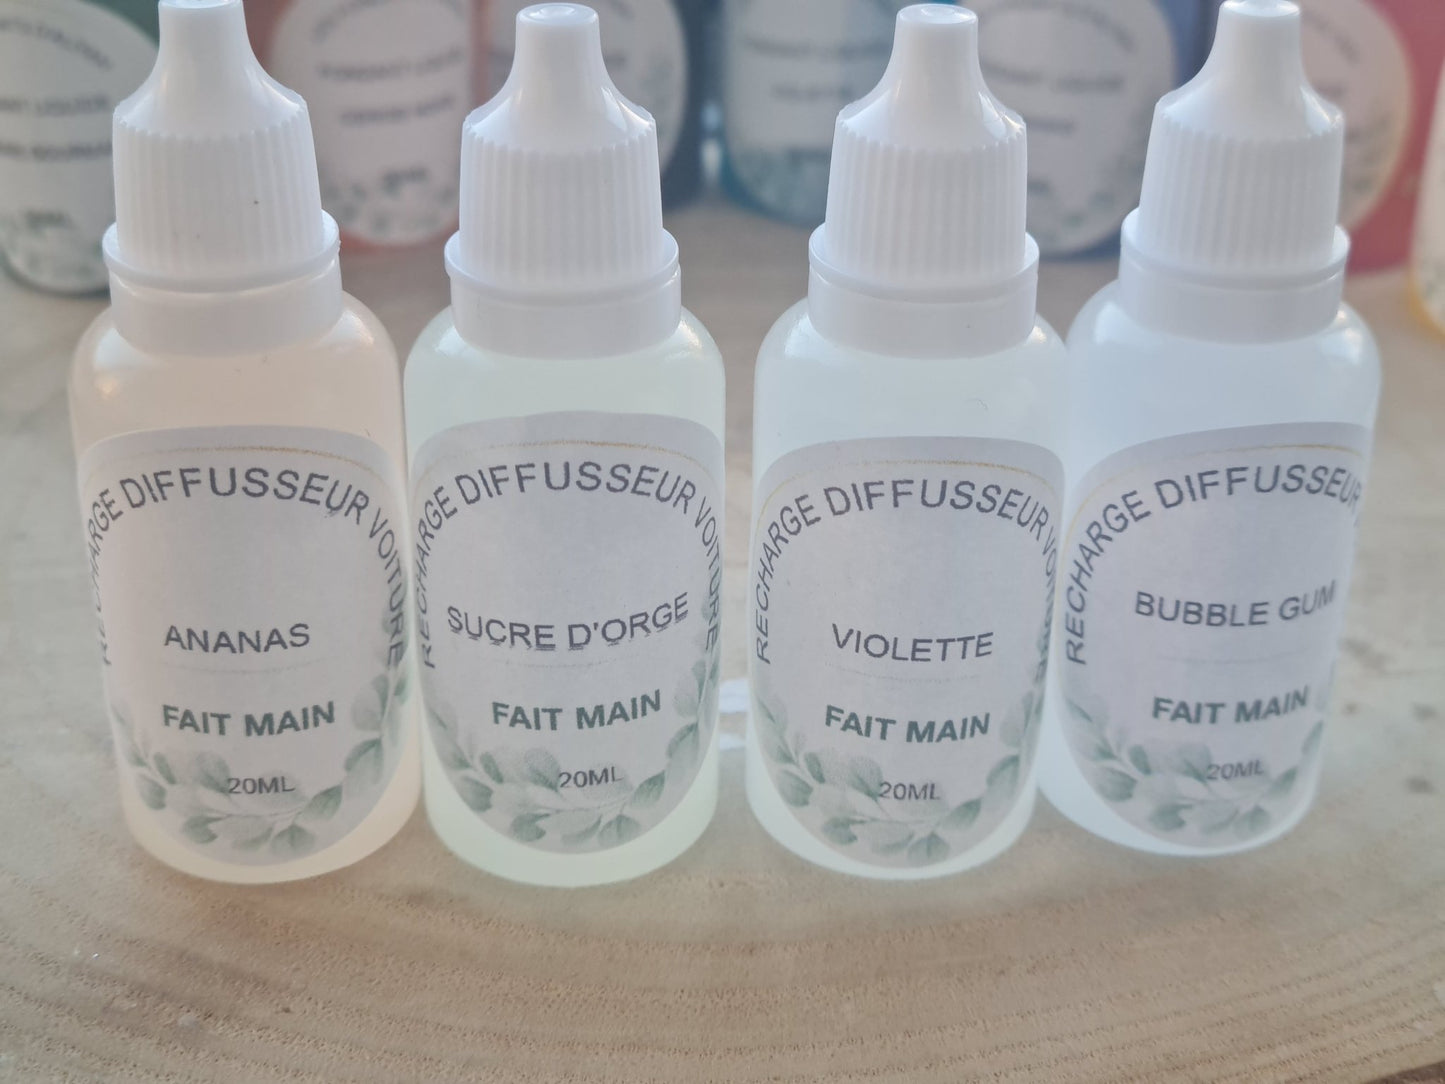 RECHARGE DIFFUSSEUR VOITURE
ANANAS
FAIT MAIN
20ML
RECHARGE DIFFUSSEUR VOITURE
SUCRE D'ORGE
FAIT MAIN
20ML
RECHARGE DIFFUSSEUR VOITURE
VIOLETTE
FAIT MAIN
20ML
RECHARGE DIFFUSSEUR
BUBBLE GUM
FAIT MAIN
20ML